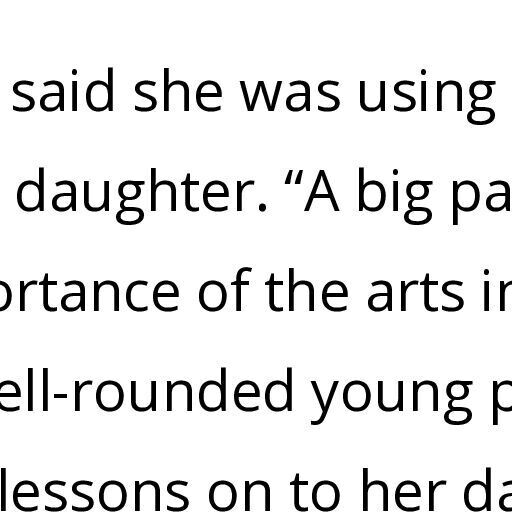 said she was using
daughter. “A big pa
ortance of the arts in
ell-rounded young p
lessons on to her da